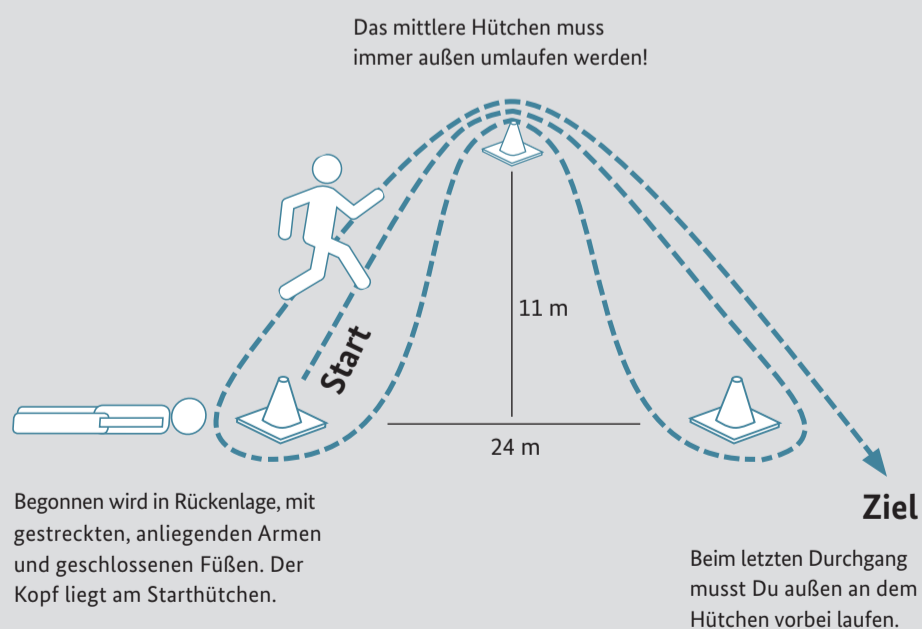 Das mittlere Hütchen muss
immer außen umlaufen werden!
11 m
Start
24 m
Begonnen wird in Rückenlage, mit
gestreckten, anliegenden Armen
und geschlossenen Füßen. Der
Kopf liegt am Starthütchen.
Ziel
Beim letzten Durchgang
musst Du außen an dem
Hütchen vorbei laufen.